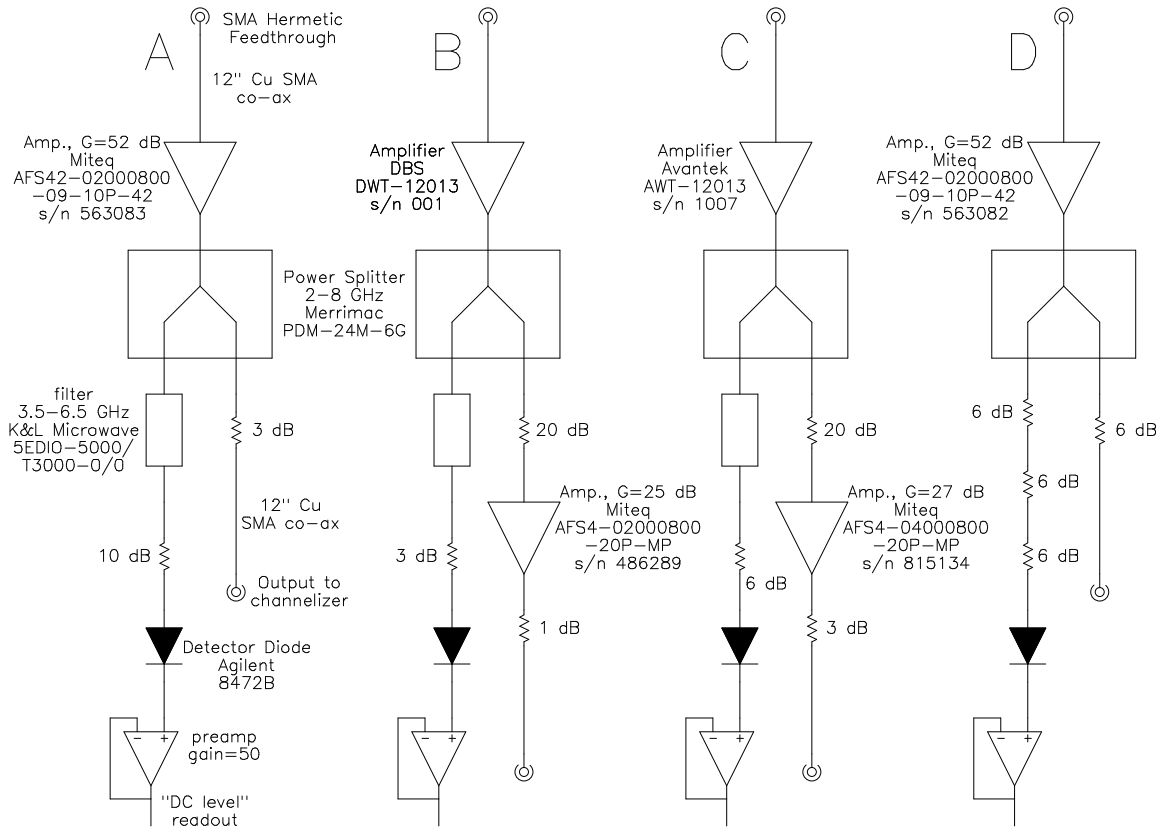 A
SMA Hermetic
Feedthrough
12" Cu SMA
co-ax
Amp., G=52 dB
Miteq
AFS42-02000800
-09-10P-42
s/n 563083
filter
3.5-6.5 GHz
K&L Microwave
5EDIO-5000/
T3000-O/O
3 dB
12" Cu
SMA co-ax
10 dB
Output to
channelizer
Detector Diode
Agilent
8472B
- +
preamp
gain=50
"DC level"
readout
B
Amplifier
DBS
DWT-12013
s/n 001
Power Splitter
2-8 GHz
Merrimac
PDM-24M-6G
20 dB
Amp., G=25 dB
Miteq
AFS4-02000800
-20P-MP
s/n 486289
3 dB
1 dB
- +
C
Amplifier
Avantek
AWT-12013
s/n 1007
20 dB
Amp., G=27 dB
Miteq
AFS4-04000800
-20P-MP
s/n 815134
6 dB
3 dB
- +
D
Amp., G=52 dB
Miteq
AFS42-02000800
-09-10P-42
s/n 563082
6 dB
6 dB
6 dB
6 dB
- +